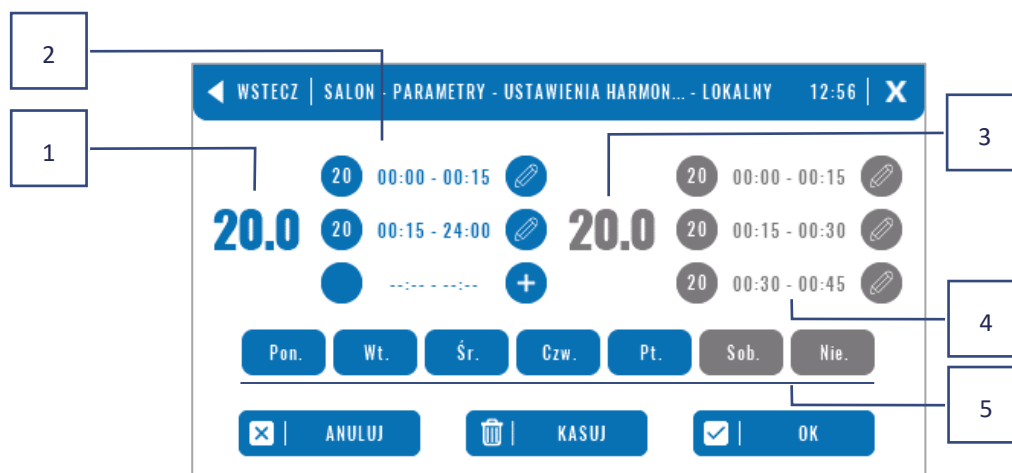 2
WSTECZ | SALON - PARAMETRY - USTAWIENIA HARMON... - LOKALNY 12:56 | X
1
3
20 00:00 - 00:15
20 00:00 - 00:15
20.0
20 00:15 - 24:00
20.0
20 00:15 - 00:30
--:-- - --:-- +
20 00:30 - 00:45
4
Pon. Wt. Śr. Czw. Pt. Sob. Nie.
5
ANULUJ KASUJ OK